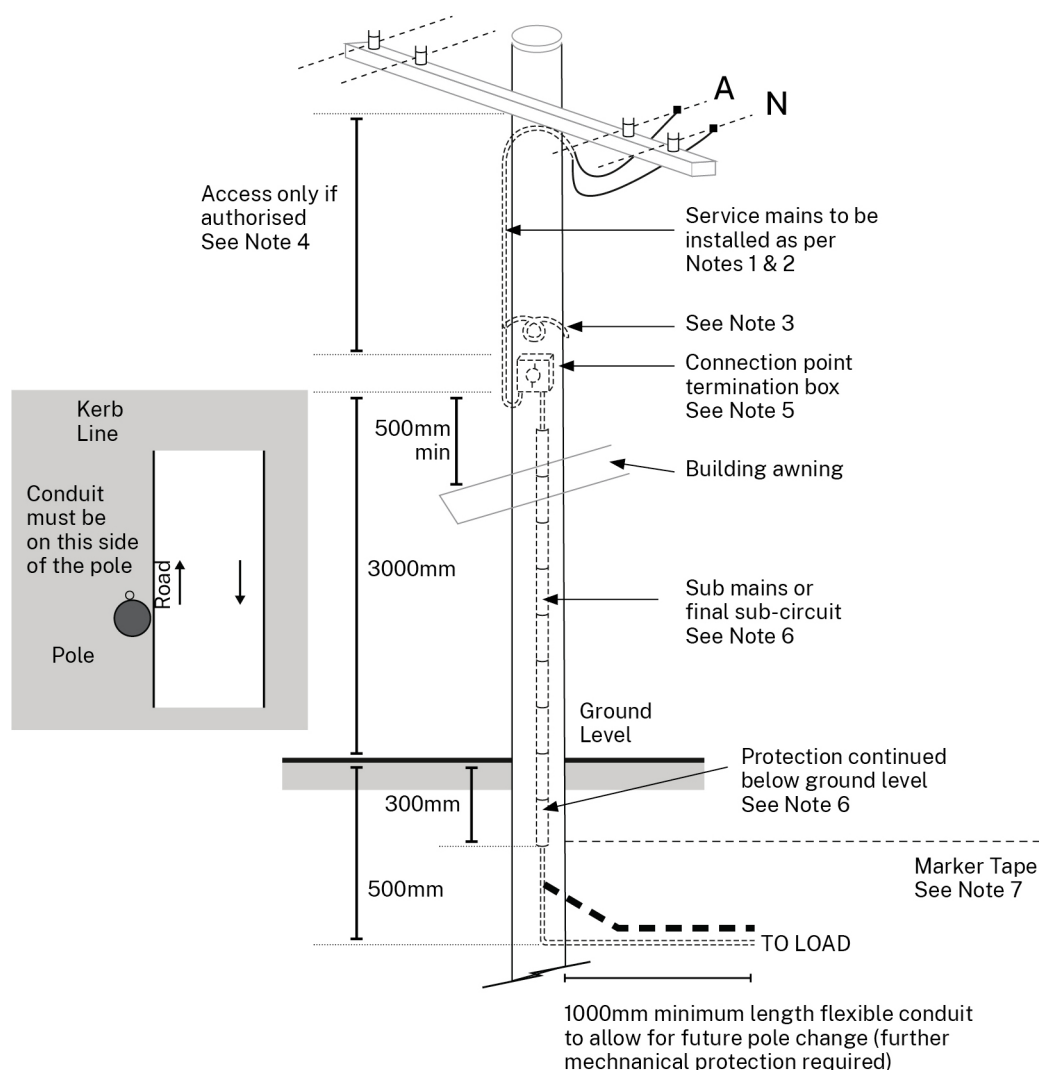 A
N
Access only if
authorised
See Note 4
Service mains to be
installed as per
Notes 1 & 2
See Note 3
Connection point
termination box
See Note 5
Kerb
Line
500mm
min
Building awning
Conduit
must be
on this side
of the pole
Road
Pole
3000mm
Sub mains or
final sub-circuit
See Note 6
Ground
Level
Protection continued
below ground level
See Note 6
300mm
Marker Tape
See Note 7
500mm
TO LOAD
1000mm minimum length flexible conduit
to allow for future pole change (further
mechnanical protection required)